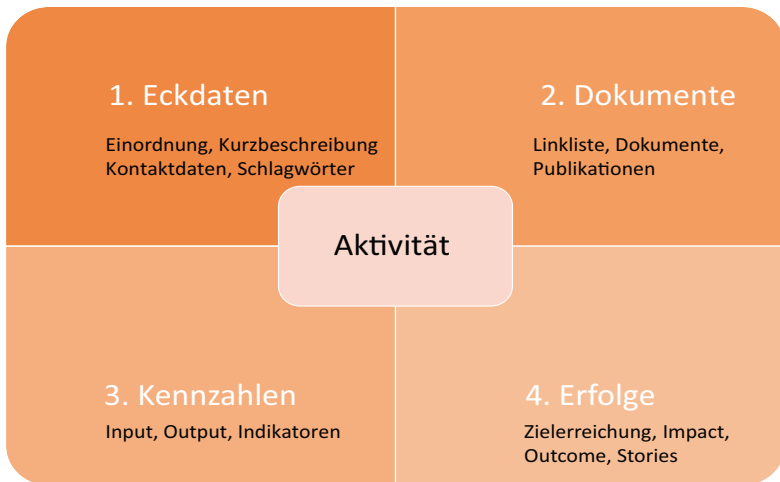 1. Eckdaten
Einordnung, Kurzbeschreibung
Kontaktdaten, Schlagwörter
2. Dokumente
Linkliste, Dokumente,
Publikationen
Aktivität
3. Kennzahlen
Input, Output, Indikatoren
4. Erfolge
Zielerreichung, Impact,
Outcome, Stories